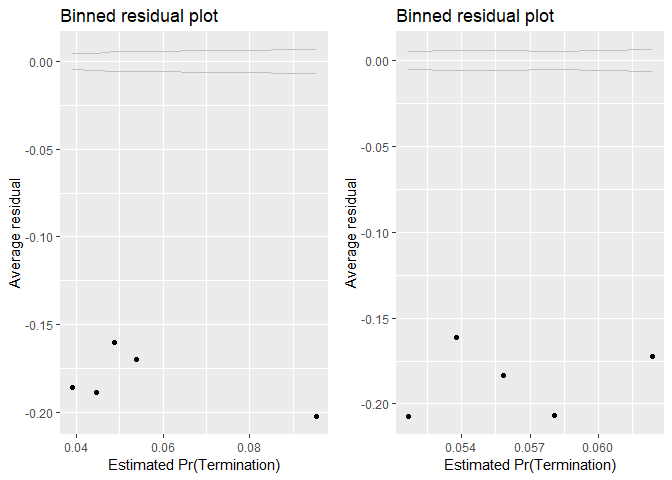 Binned residual plot
Average residual
0.00
-0.05
-0.10
-0.15
-0.20
0.04 0.06 0.08
Estimated Pr(Termination)
Binned residual plot
Average residual
0.00
-0.05
-0.10
-0.15
-0.20
0.054 0.057 0.060
Estimated Pr(Termination)